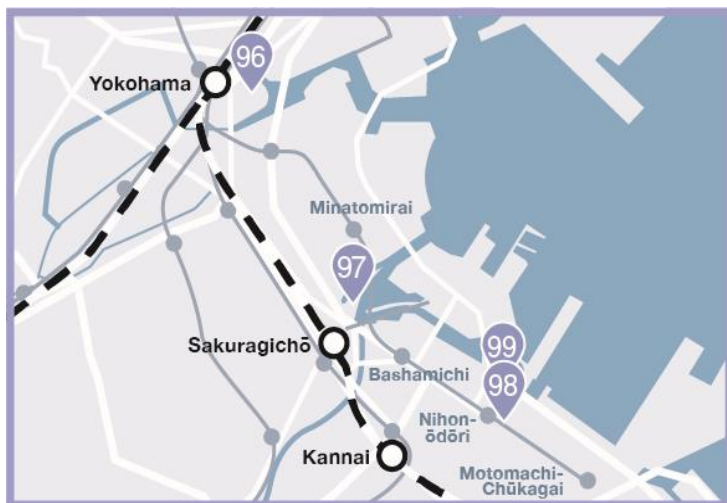 96
Yokohama
Minatomirai
97
Sakuragichō
99
Bashamichi
98
Nihon-
ōdōri
Kannai
Motomachi-
Chūkagai